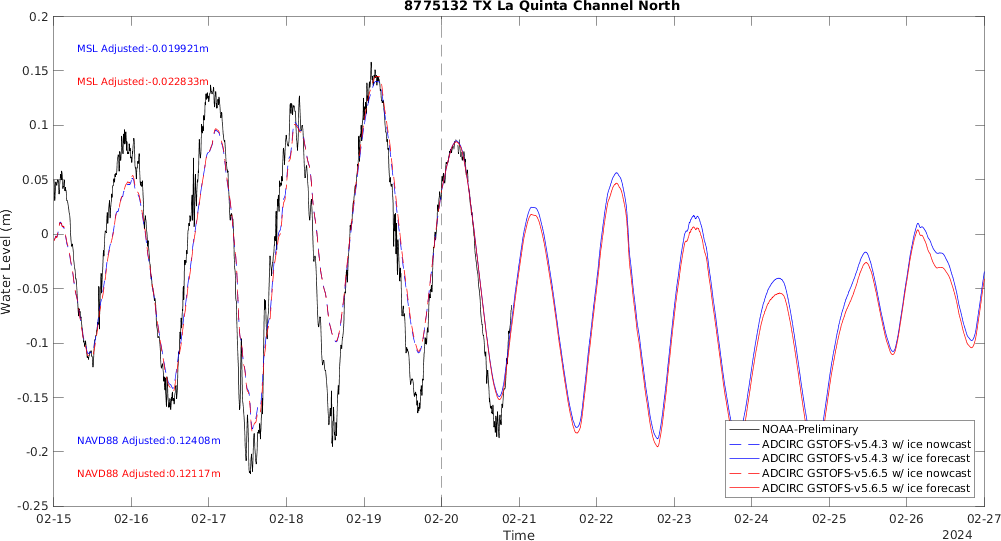 8775132 TX La Quinta Channel North
0.2
0.15
0.1
0.05
0
-0.05
-0.1
-0.15
-0.2
-0.25
Water Level (m)
MSL Adjusted:-0.019921m
MSL Adjusted:-0.022833m
NAVD88 Adjusted:0.12408m
NAVD88 Adjusted:0.12117m
NOAA-Preliminary
ADCIRC GSTOFS-v5.4.3 w/ ice nowcast
ADCIRC GSTOFS-v5.4.3 w/ ice forecast
ADCIRC GSTOFS-v5.6.5 w/ ice nowcast
ADCIRC GSTOFS-v5.6.5 w/ ice forecast
02-15 02-16 02-17 02-18 02-19 02-20 02-21 02-22 02-23 02-24 02-25 02-26 02-27
Time
2024